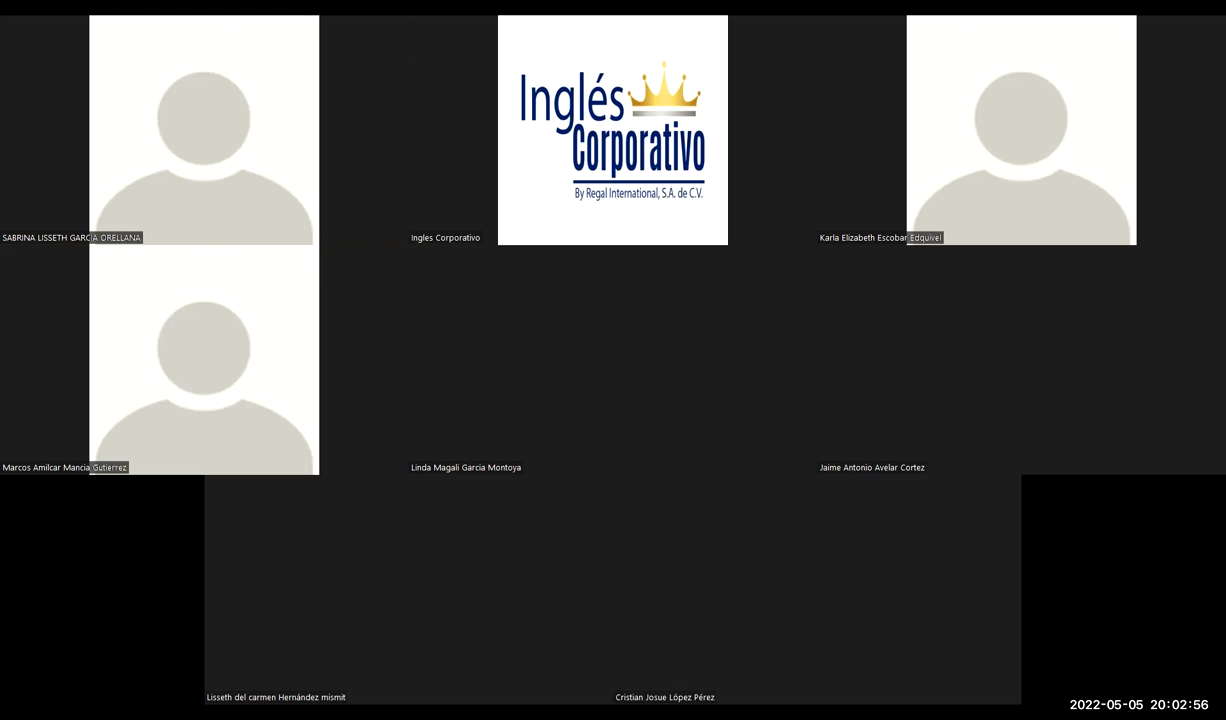 Inglés
Corporativo
By Regal International, S.A. de C.V.
SABRINA LISSETH GARCIA ORELLANA
Ingles Corporativo
Karla Elizabeth Escobar Edquivel
Marcos Amilcar Mancia Gutierrez
Linda Magali Garcia Montoya
Jaime Antonio Avelar Cortez
Lisseth del carmen Hernández mismit
Cristian Josue López Pérez
2022-05-05 20:02:56